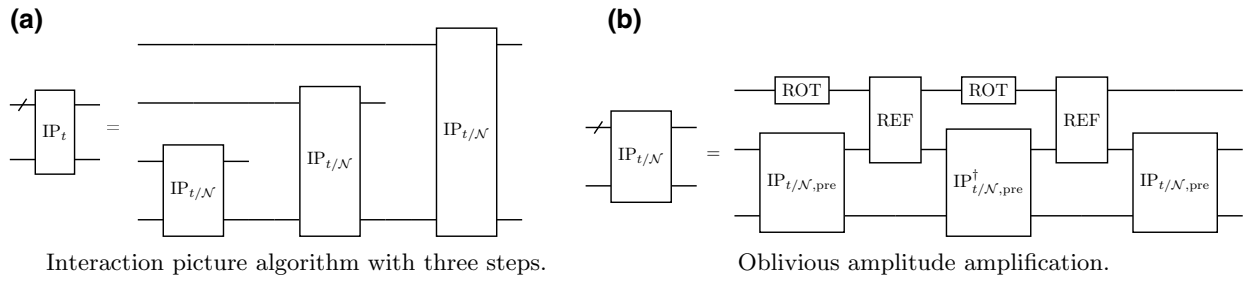 (a)
IP_t
=
IP_{t/𝒩}
IP_{t/𝒩}
IP_{t/𝒩}
Interaction picture algorithm with three steps.
(b)
IP_{t/𝒩}
=
ROT
REF
ROT
REF
IP_{t/𝒩,pre}
IP†_{t/𝒩,pre}
IP_{t/𝒩,pre}
Oblivious amplitude amplification.